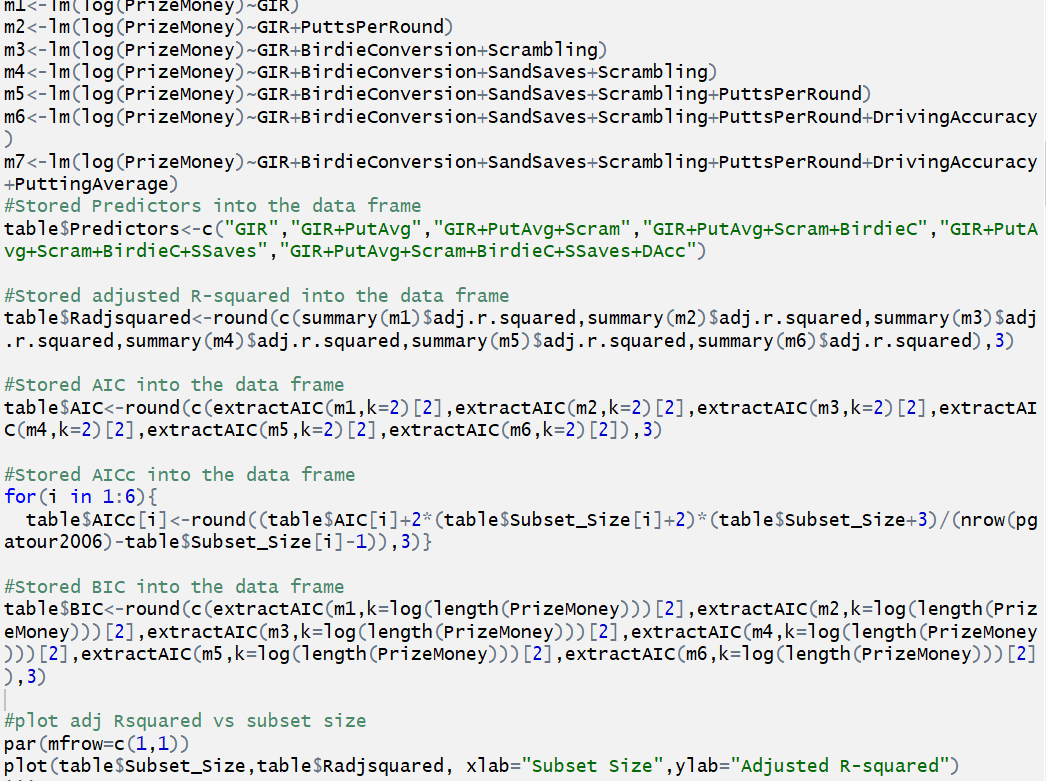 m1<-lm(log(PrizeMoney)~GIR)
m2<-lm(log(PrizeMoney)~GIR+PuttsPerRound)
m3<-lm(log(PrizeMoney)~GIR+BirdieConversion+Scrambling)
m4<-lm(log(PrizeMoney)~GIR+BirdieConversion+SandSaves+Scrambling)
m5<-lm(log(PrizeMoney)~GIR+BirdieConversion+SandSaves+Scrambling+PuttsPerRound)
m6<-lm(log(PrizeMoney)~GIR+BirdieConversion+SandSaves+Scrambling+PuttsPerRound+DrivingAccuracy
)
m7<-lm(log(PrizeMoney)~GIR+BirdieConversion+SandSaves+Scrambling+PuttsPerRound+DrivingAccuracy
+PuttingAverage)
#Stored Predictors into the data frame
table$Predictors<-c("GIR","GIR+PutAvg","GIR+PutAvg+Scram","GIR+PutAvg+Scram+BirdieC","GIR+PutA
vg+Scram+BirdieC+SSaves","GIR+PutAvg+Scram+BirdieC+SSaves+DAcc")
#Stored adjusted R-squared into the data frame
table$Radjsquared<-round(c(summary(m1)$adj.r.squared,summary(m2)$adj.r.squared,summary(m3)$adj
.r.squared,summary(m4)$adj.r.squared,summary(m5)$adj.r.squared,summary(m6)$adj.r.squared),3)
#Stored AIC into the data frame
table$AIC<-round(c(extractAIC(m1,k=2)[2],extractAIC(m2,k=2)[2],extractAIC(m3,k=2)[2],extractAI
C(m4,k=2)[2],extractAIC(m5,k=2)[2],extractAIC(m6,k=2)[2]),3)
#Stored AICc into the data frame
for(i in 1:6){
table$AICc[i]<-round((table$AIC[i]+2*(table$Subset_Size[i]+2)*(table$Subset_Size+3)/(nrow(pg
atour2006)-table$Subset_Size[i]-1)),3)}
#Stored BIC into the data frame
table$BIC<-round(c(extractAIC(m1,k=log(length(PrizeMoney)))[2],extractAIC(m2,k=log(length(Priz
eMoney)))[2],extractAIC(m3,k=log(length(PrizeMoney)))[2],extractAIC(m4,k=log(length(PrizeMoney
)))[2],extractAIC(m5,k=log(length(PrizeMoney)))[2],extractAIC(m6,k=log(length(PrizeMoney)))[2]
),3)
#plot adj Rsquared vs subset size
par(mfrow=c(1,1))
plot(table$Subset_Size,table$Radjsquared, xlab="Subset Size",ylab="Adjusted R-squared")